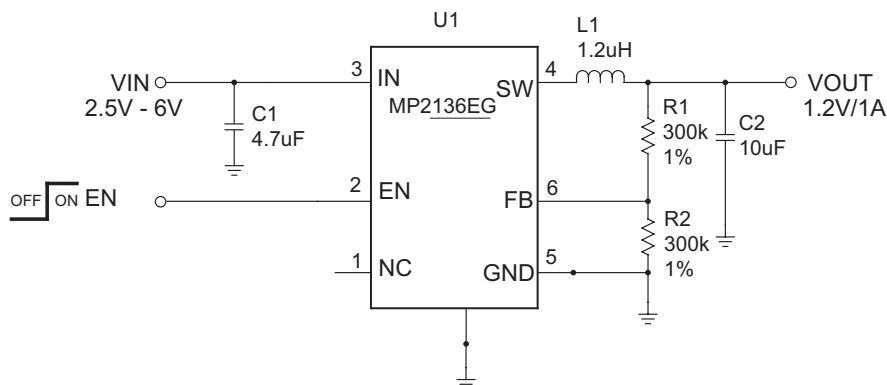 U1
L1
1.2uH
VIN
2.5V - 6V
3
IN
4
SW
VOUT
1.2V/1A
MP2136EG
C1
4.7uF
R1
300k
1%
C2
10uF
OFF
ON
EN
2
EN
6
FB
R2
300k
1%
1
NC
5
GND